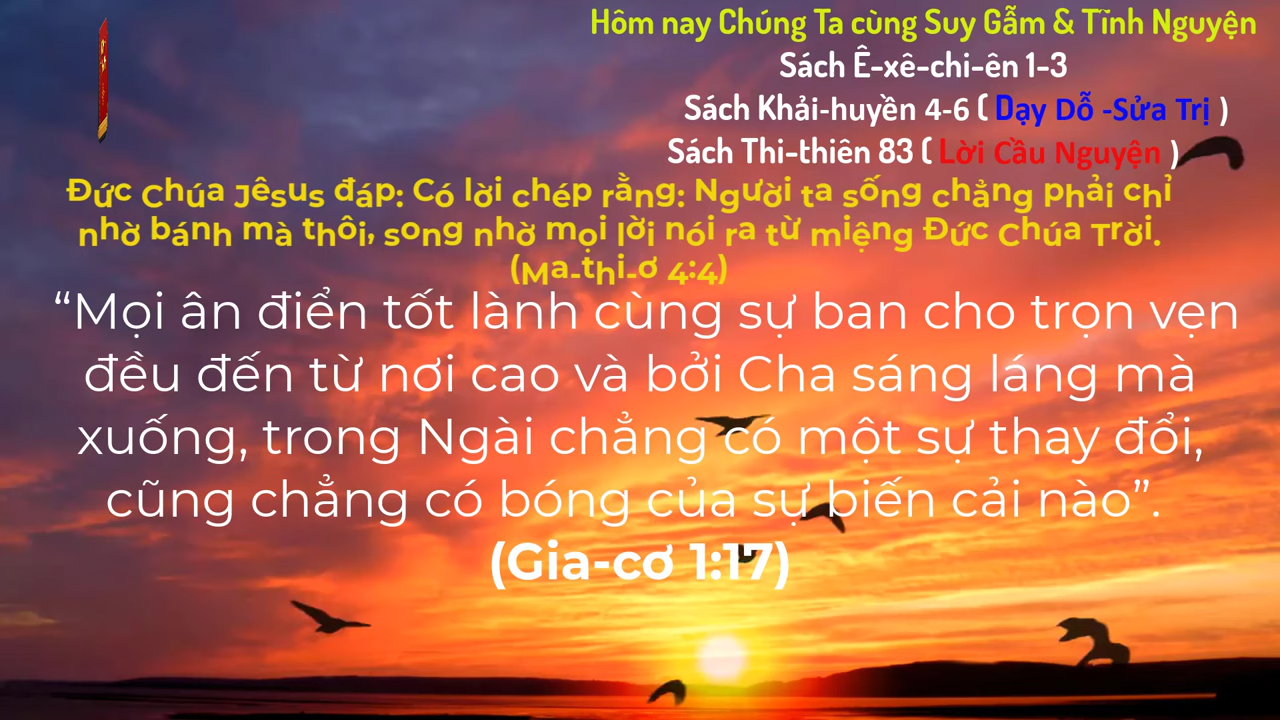 Hôm nay Chúng Ta cùng Suy Gẫm & Tĩnh Nguyện
Sách Ê-xê-chi-ên 1-3
Sách Khải-huyền 4-6 ( Dạy Dỗ -Sửa Trị )
Sách Thi-thiên 83 ( Lời Cầu Nguyện )
Đức Chúa Jêsus đáp: Có lời chép rằng: Người ta sống chẳng phải chỉ
nhờ bánh mà thôi, song nhờ mọi lời nói ra từ miệng Đức Chúa Trời.
(Ma-thi-ơ 4:4)
“Mọi ân điển tốt lành cùng sự ban cho trọn vẹn
đều đến từ nơi cao và bởi Cha sáng láng mà
xuống, trong Ngài chẳng có một sự thay đổi,
cũng chẳng có bóng của sự biến cải nào”.
(Gia-cơ 1:17)